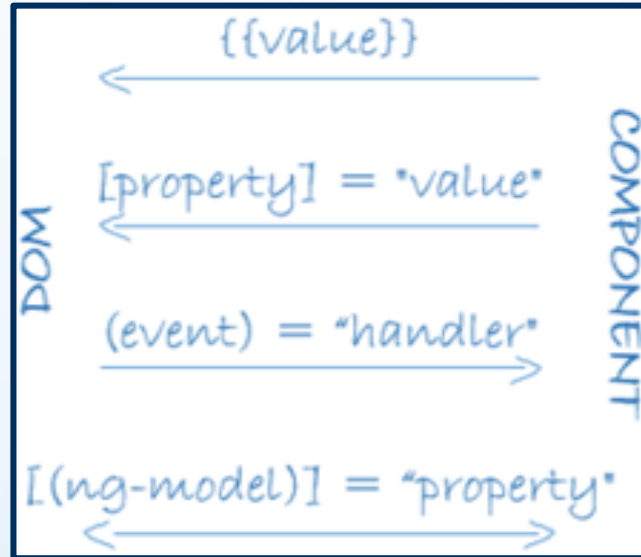 {{value}}
[property] = "value"
DOM
COMPONENT
(event) = "handler"
[(ng-model)] = "property"